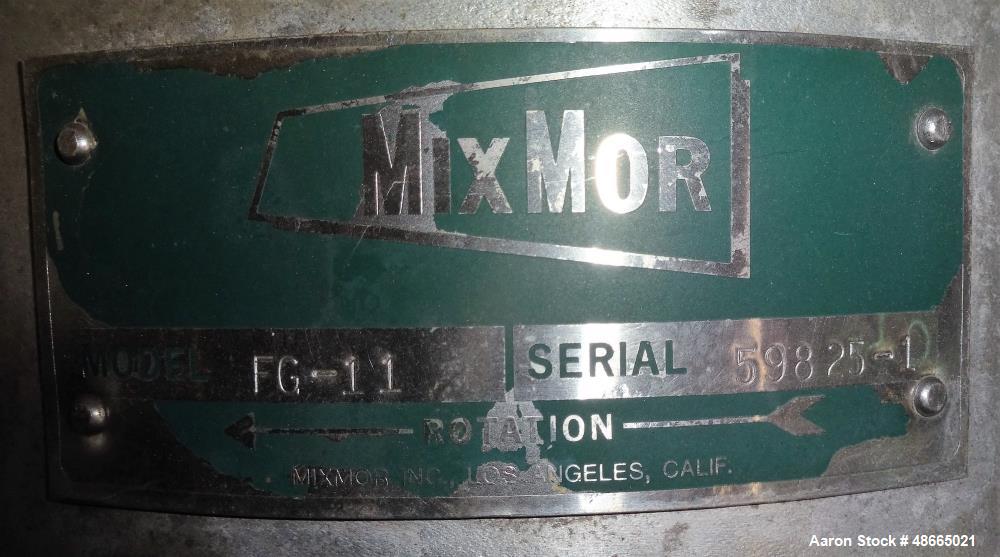 MIXMOR
MODEL FG-11 SERIAL 59825-1
ROTATION
MIXMOR INC., LOS ANGELES, CALIF.
Aaron Stock # 48665021